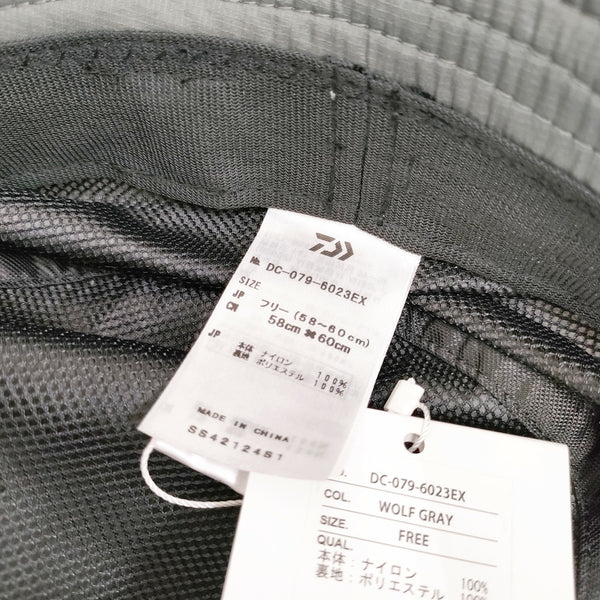 № DC-079-6023EX
SIZE
JP フリー(58~60cm)
CN 58cm⌘60cm
JP 本体 ナイロン 100%
裏地 ポリエステル 100%
MADE IN CHINA
SS42124S1
O. DC-079-6023EX
COL. WOLF GRAY
SIZE. FREE
QUAL.
本体:ナイロン 100%
裏地:ポリエステル 100%